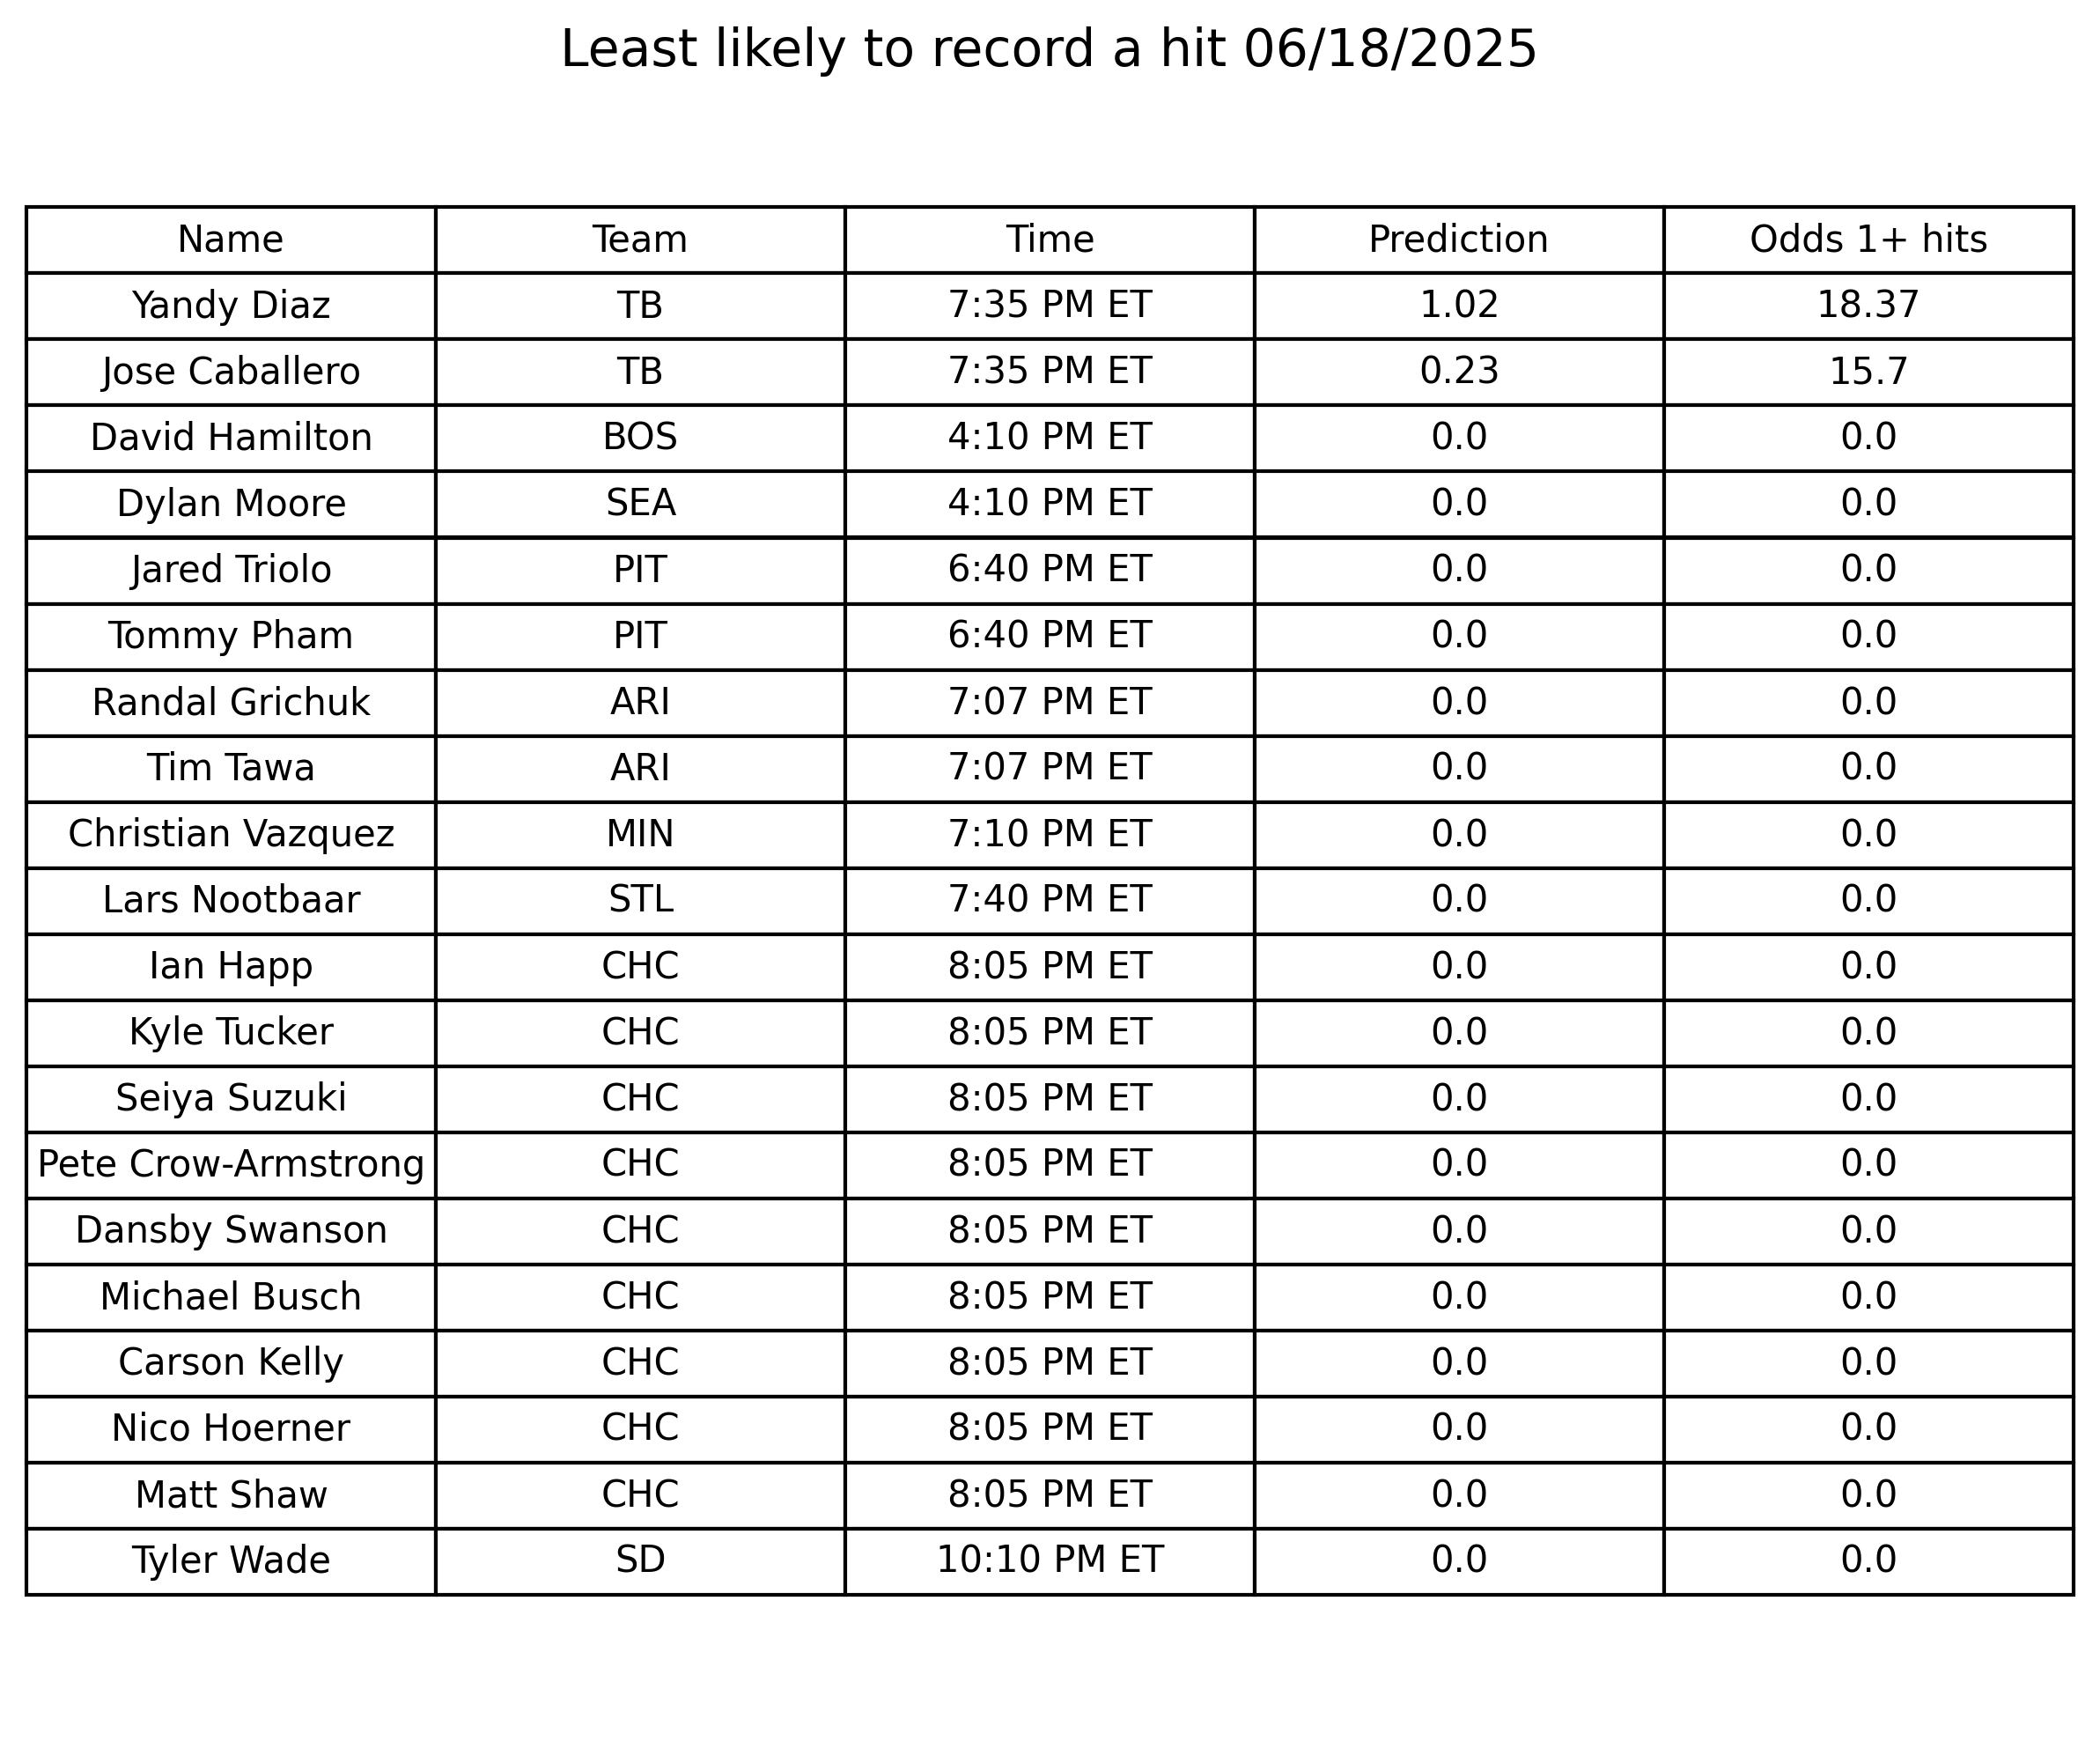 Least likely to record a hit 06/18/2025
Name Team Time Prediction Odds 1+ hits
Yandy Diaz TB 7:35 PM ET 1.02 18.37
Jose Caballero TB 7:35 PM ET 0.23 15.7
David Hamilton BOS 4:10 PM ET 0.0 0.0
Dylan Moore SEA 4:10 PM ET 0.0 0.0
Jared Triolo PIT 6:40 PM ET 0.0 0.0
Tommy Pham PIT 6:40 PM ET 0.0 0.0
Randal Grichuk ARI 7:07 PM ET 0.0 0.0
Tim Tawa ARI 7:07 PM ET 0.0 0.0
Christian Vazquez MIN 7:10 PM ET 0.0 0.0
Lars Nootbaar STL 7:40 PM ET 0.0 0.0
Ian Happ CHC 8:05 PM ET 0.0 0.0
Kyle Tucker CHC 8:05 PM ET 0.0 0.0
Seiya Suzuki CHC 8:05 PM ET 0.0 0.0
Pete Crow-Armstrong CHC 8:05 PM ET 0.0 0.0
Dansby Swanson CHC 8:05 PM ET 0.0 0.0
Michael Busch CHC 8:05 PM ET 0.0 0.0
Carson Kelly CHC 8:05 PM ET 0.0 0.0
Nico Hoerner CHC 8:05 PM ET 0.0 0.0
Matt Shaw CHC 8:05 PM ET 0.0 0.0
Tyler Wade SD 10:10 PM ET 0.0 0.0